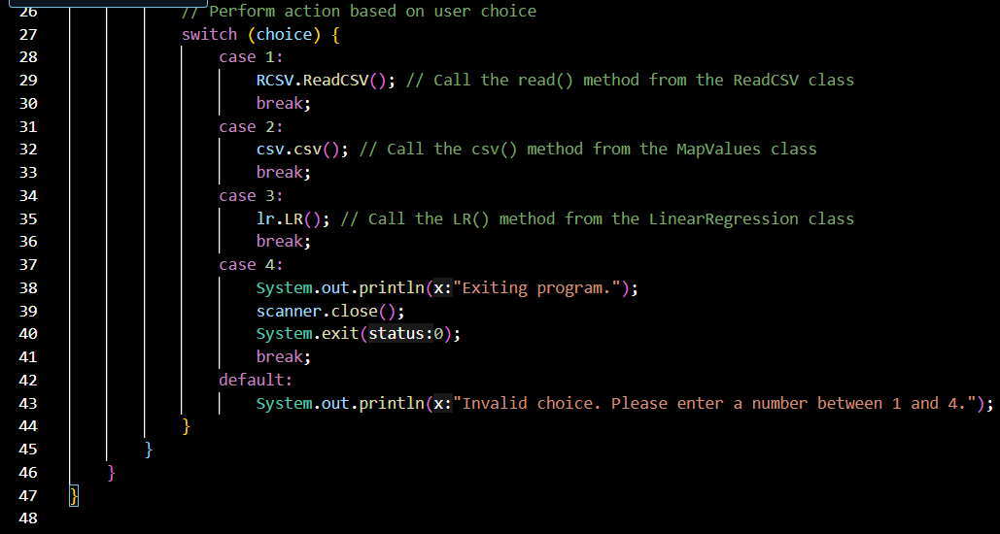 26 // Perform action based on user choice
27 switch (choice) {
28 case 1:
29 RCSV.ReadCSV(); // Call the read() method from the ReadCSV class
30 break;
31 case 2:
32 csv.csv(); // Call the csv() method from the MapValues class
33 break;
34 case 3:
35 lr.LR(); // Call the LR() method from the LinearRegression class
36 break;
37 case 4:
38 System.out.println(x:"Exiting program.");
39 scanner.close();
40 System.exit(status:0);
41 break;
42 default:
43 System.out.println(x:"Invalid choice. Please enter a number between 1 and 4.");
44 }
45 }
46 }
47 }
48